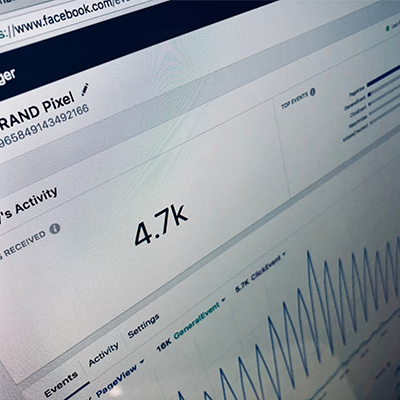 s://www.facebook.com/eve
ger
RAND Pixel
965849143492166
's Activity
TOP EVENTS
S RECEIVED
4.7k
Events Activity Settings
PageView 16K GeneralEvent 5.7K ClickEvent